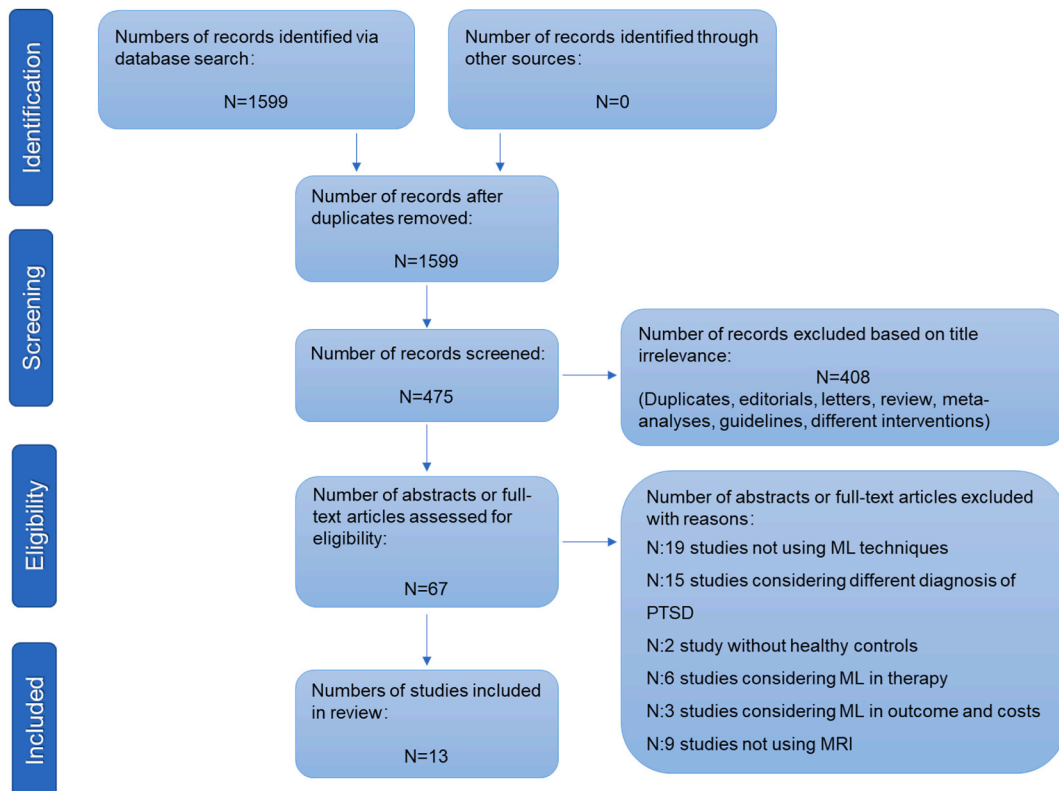 Identification
Numbers of records identified via
database search:
N=1599
Number of records identified through
other sources:
N=0
Number of records after
duplicates removed:
N=1599
Screening
Number of records screened:
N=475
Number of records excluded based on title
irrelevance:
N=408
(Duplicates, editorials, letters, review, meta-
analyses, guidelines, different interventions)
Eligibility
Number of abstracts or full-
text articles assessed for
eligibility:
N=67
Number of abstracts or full-text articles excluded
with reasons:
N:19 studies not using ML techniques
N:15 studies considering different diagnosis of
PTSD
N:2 study without healthy controls
N:6 studies considering ML in therapy
N:3 studies considering ML in outcome and costs
N:9 studies not using MRI
Included
Numbers of studies included
in review:
N=13